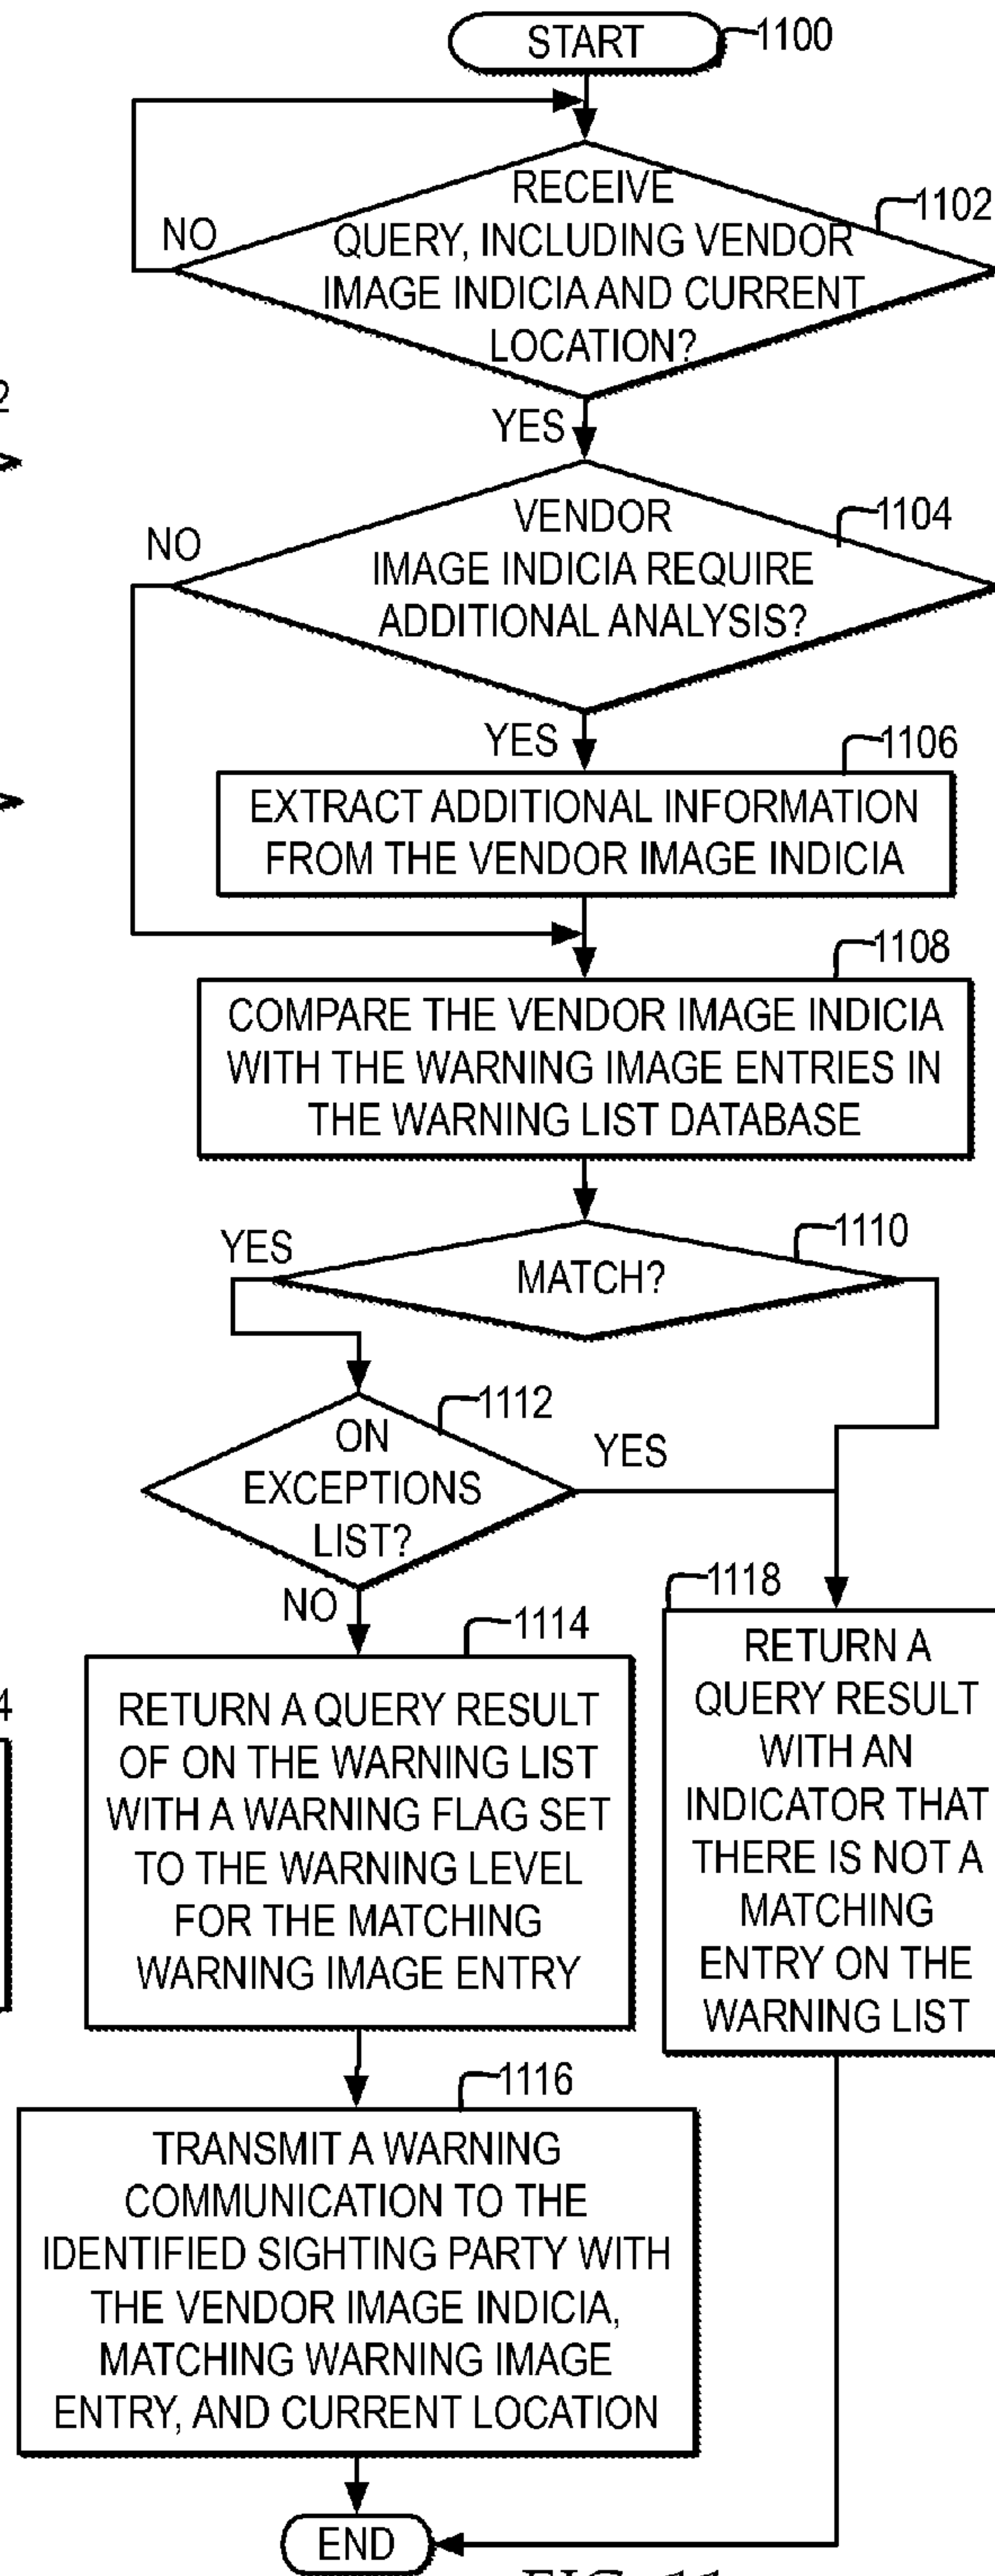 START
1100
RECEIVE
QUERY, INCLUDING VENDOR
IMAGE INDICIA AND CURRENT
LOCATION?
1102
NO
YES
2
VENDOR
IMAGE INDICIA REQUIRE
ADDITIONAL ANALYSIS?
1104
NO
YES
1106
EXTRACT ADDITIONAL INFORMATION
FROM THE VENDOR IMAGE INDICIA
1108
COMPARE THE VENDOR IMAGE INDICIA
WITH THE WARNING IMAGE ENTRIES IN
THE WARNING LIST DATABASE
1110
YES
MATCH?
1112
ON
EXCEPTIONS
LIST?
YES
NO
1114
RETURN A QUERY RESULT
OF ON THE WARNING LIST
WITH A WARNING FLAG SET
TO THE WARNING LEVEL
FOR THE MATCHING
WARNING IMAGE ENTRY
1118
RETURN A
QUERY RESULT
WITH AN
INDICATOR THAT
THERE IS NOT A
MATCHING
ENTRY ON THE
WARNING LIST
4
1116
TRANSMIT A WARNING
COMMUNICATION TO THE
IDENTIFIED SIGHTING PARTY WITH
THE VENDOR IMAGE INDICIA,
MATCHING WARNING IMAGE
ENTRY, AND CURRENT LOCATION
END